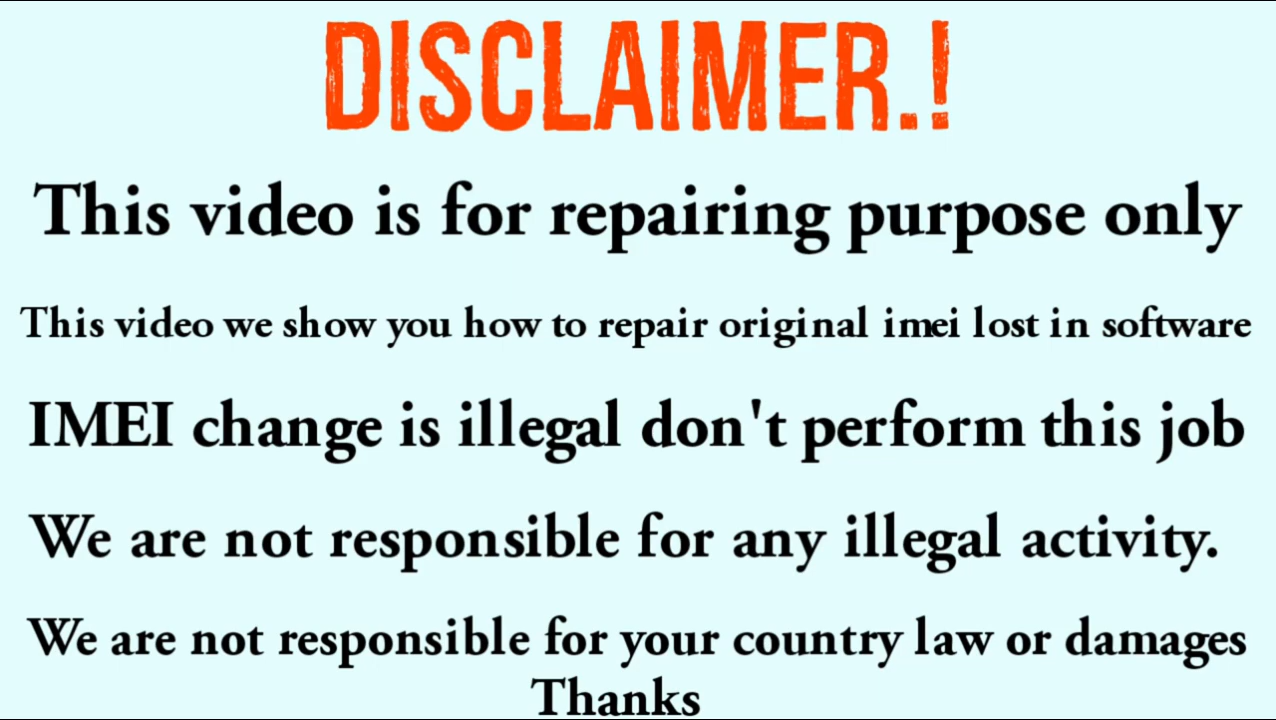 DISCLAIMER.!
This video is for repairing purpose only
This video we show you how to repair original imei lost in software
IMEI change is illegal don't perform this job
We are not responsible for any illegal activity.
We are not responsible for your country law or damages
Thanks